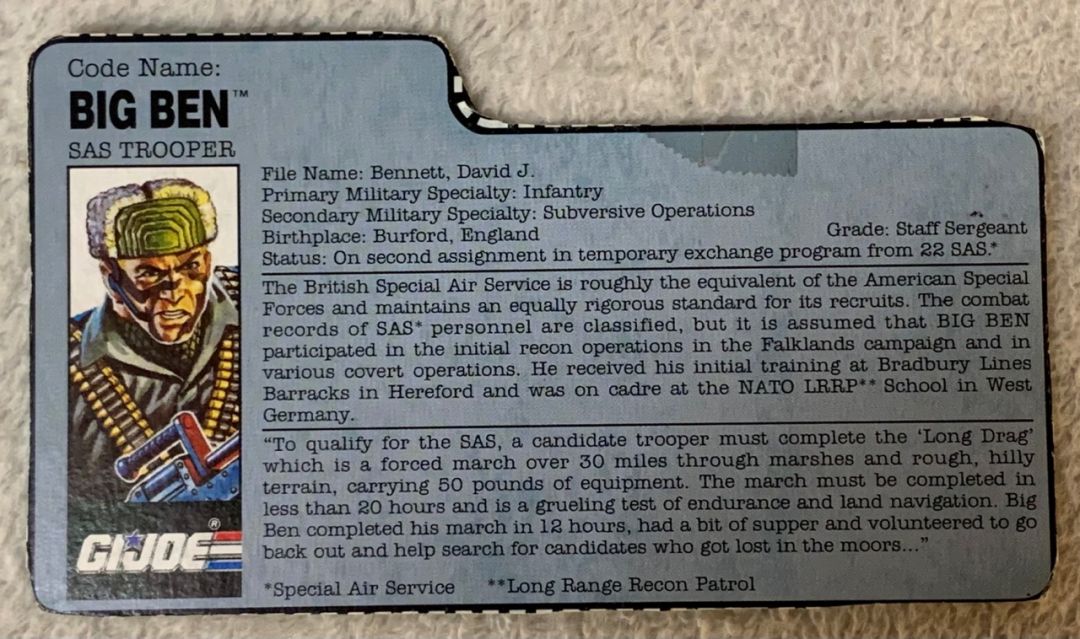 Code Name:
BIG BEN™
SAS TROOPER
File Name: Bennett, David J.
Primary Military Specialty: Infantry
Secondary Military Specialty: Subversive Operations
Birthplace: Burford, England Grade: Staff Sergeant
Status: On second assignment in temporary exchange program from 22 SAS.*
The British Special Air Service is roughly the equivalent of the American Special
Forces and maintains an equally rigorous standard for its recruits. The combat
records of SAS* personnel are classified, but it is assumed that BIG BEN
participated in the initial recon operations in the Falklands campaign and in
various covert operations. He received his initial training at Bradbury Lines
Barracks in Hereford and was on cadre at the NATO LRRP** School in West
Germany.
“To qualify for the SAS, a candidate trooper must complete the ‘Long Drag’
which is a forced march over 30 miles through marshes and rough, hilly
terrain, carrying 50 pounds of equipment. The march must be completed in
less than 20 hours and is a grueling test of endurance and land navigation. Big
Ben completed his march in 12 hours, had a bit of supper and volunteered to go
back out and help search for candidates who got lost in the moors...”
GI JOE®
*Special Air Service **Long Range Recon Patrol